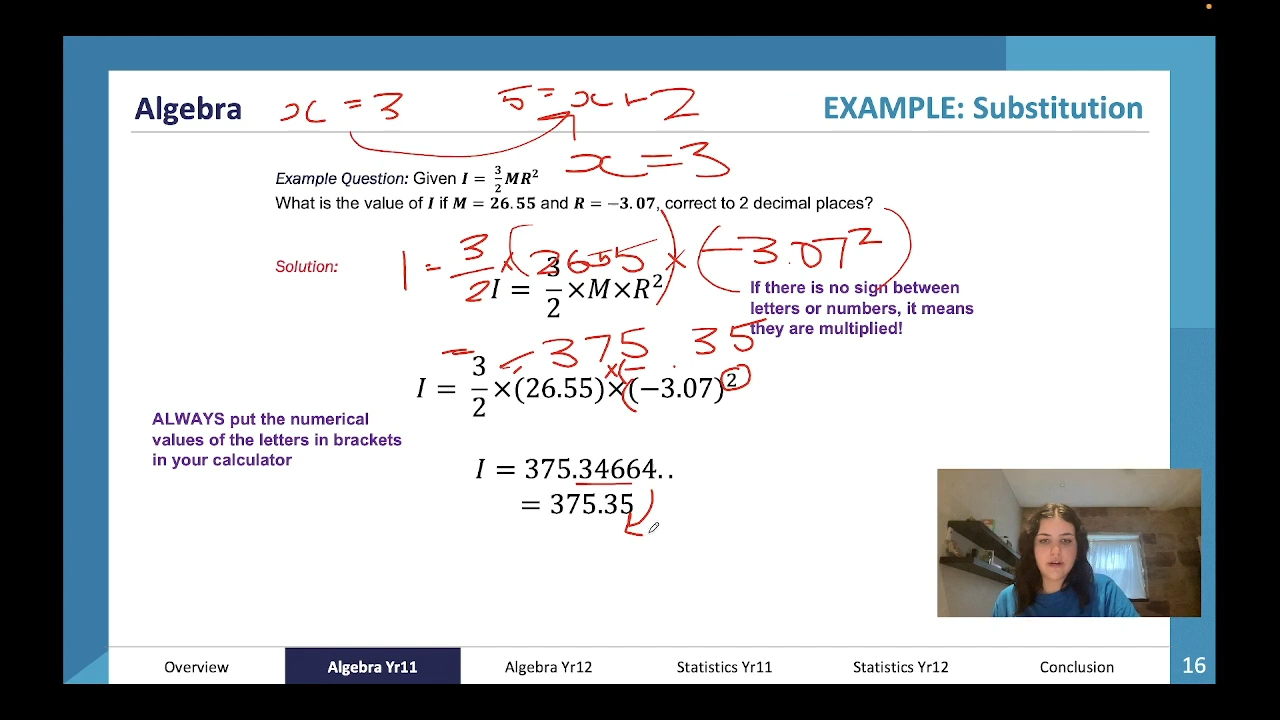 Algebra
x = 3
5 = x + 2
EXAMPLE: Substitution
x = 3
Example Question: Given I = 3/2 MR²
What is the value of I if M = 26.55 and R = −3.07, correct to 2 decimal places?
I = 3/2 × (26.55) × (−3.07²)
Solution:
I = 3/2 × M × R²
If there is no sign between
letters or numbers, it means
they are multiplied!
= 375.35
I = 3/2 × (26.55) × (−3.07)²
ALWAYS put the numerical
values of the letters in brackets
in your calculator
I = 375.34664..
= 375.35
Overview
Algebra Yr11
Algebra Yr12
Statistics Yr11
Statistics Yr12
Conclusion
16